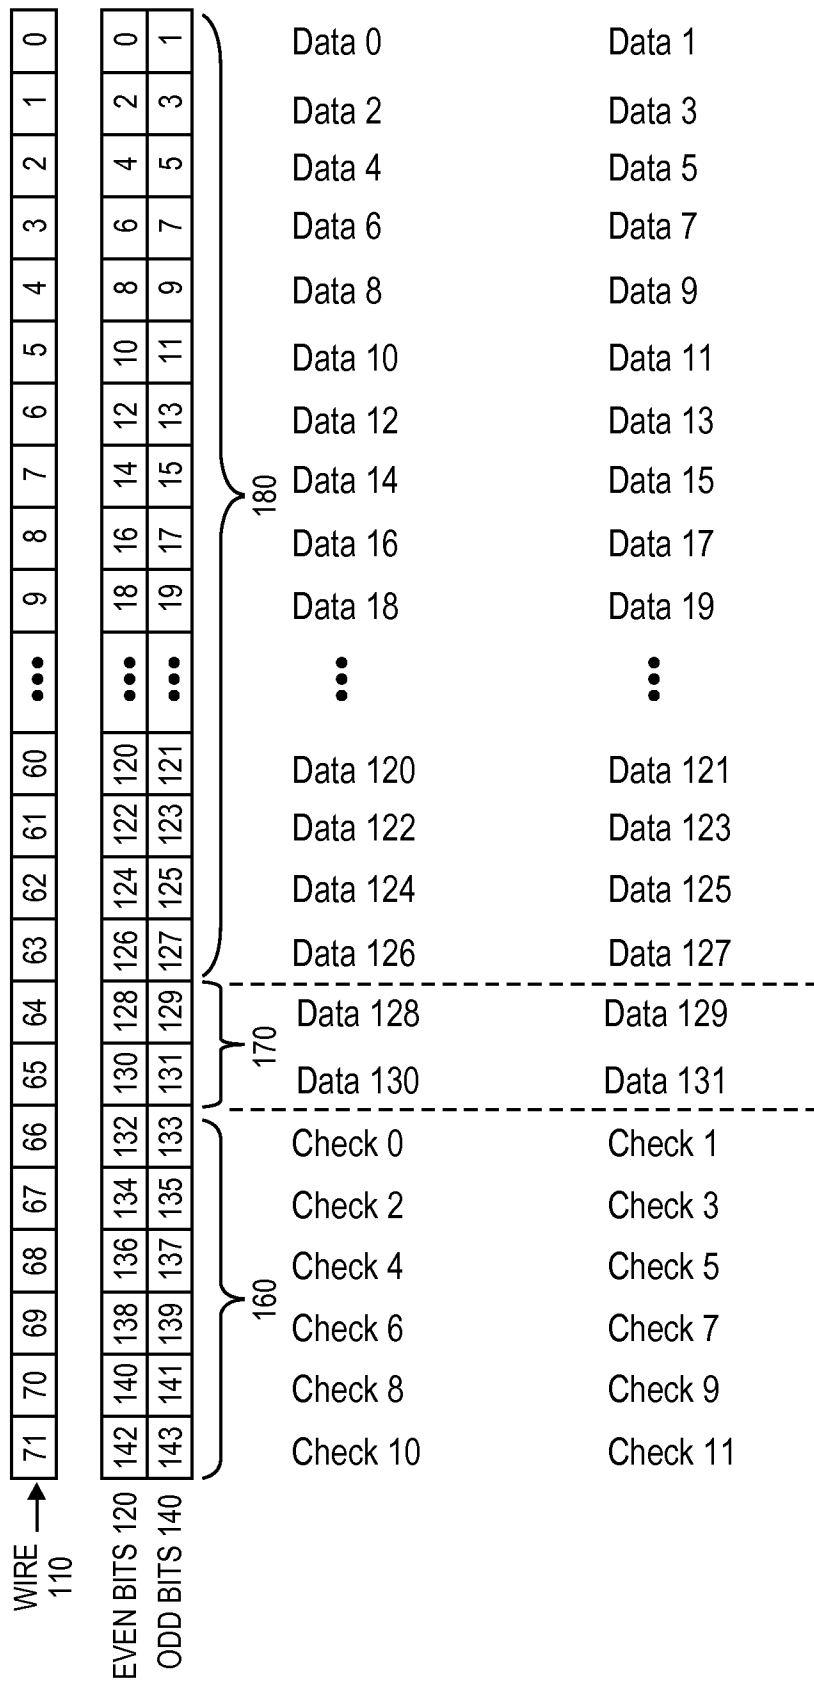 0 0 1 Data 0 Data 1
1 2 3 Data 2 Data 3
2 4 5 Data 4 Data 5
3 6 7 Data 6 Data 7
4 8 9 Data 8 Data 9
5 10 11 Data 10 Data 11
6 12 13 Data 12 Data 13
7 14 15 180 Data 14 Data 15
8 16 17 Data 16 Data 17
9 18 19 Data 18 Data 19
••• ••• ••• ••• •••
60 120 121 Data 120 Data 121
61 122 123 Data 122 Data 123
62 124 125 Data 124 Data 125
63 126 127 Data 126 Data 127
64 128 129 Data 128 Data 129
170
65 130 131 Data 130 Data 131
66 132 133 Check 0 Check 1
67 134 135 Check 2 Check 3
68 136 137 Check 4 Check 5
160
69 138 139 Check 6 Check 7
70 140 141 Check 8 Check 9
71 142 143 Check 10 Check 11
WIRE
110
EVEN BITS 120
ODD BITS 140